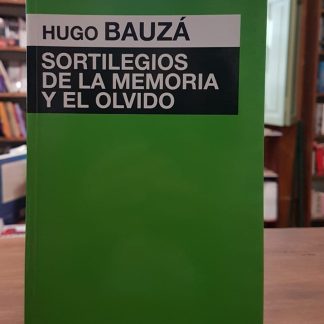 HUGO BAUZÁ
SORTILEGIOS
DE LA MEMORIA
Y EL OLVIDO